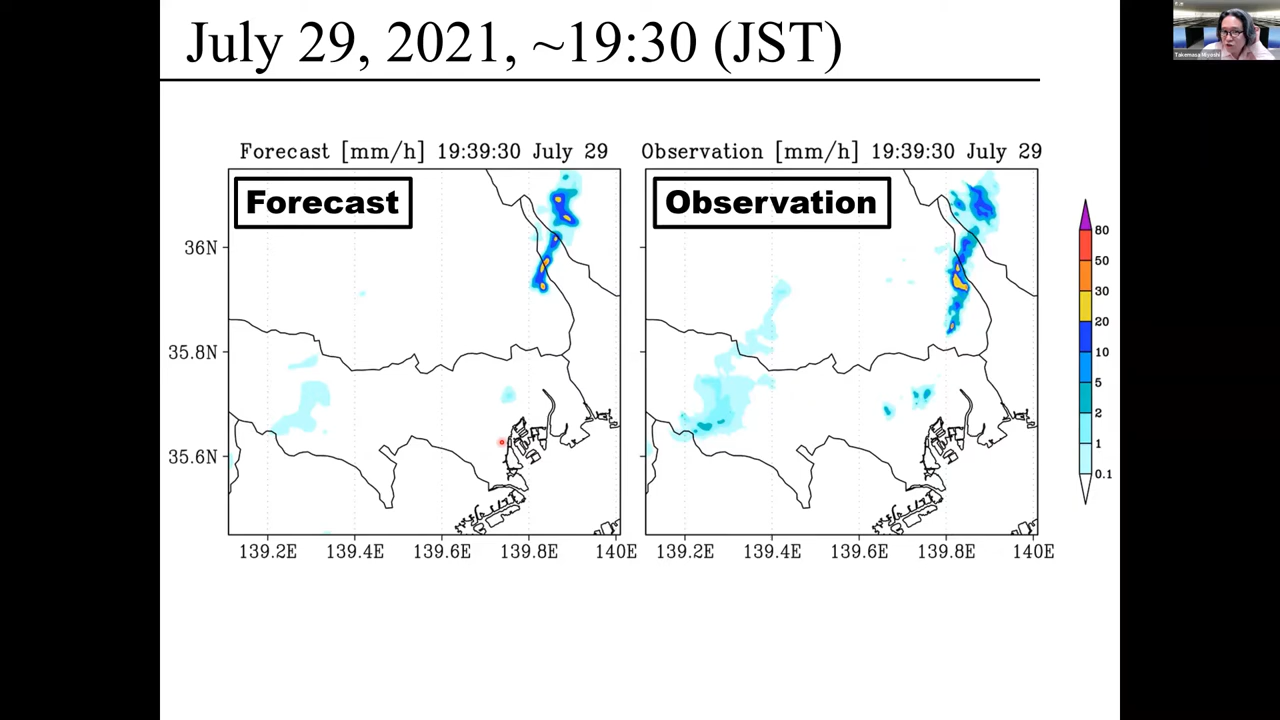 July 29, 2021, ~19:30 (JST)
Takemasa Miyoshi
Forecast [mm/h] 19:39:30 July 29
Observation [mm/h] 19:39:30 July 29
Forecast
Observation
36N
35.8N
35.6N
139.2E 139.4E 139.6E 139.8E 140E
139.2E 139.4E 139.6E 139.8E 140E
80
50
30
20
10
5
2
1
0.1